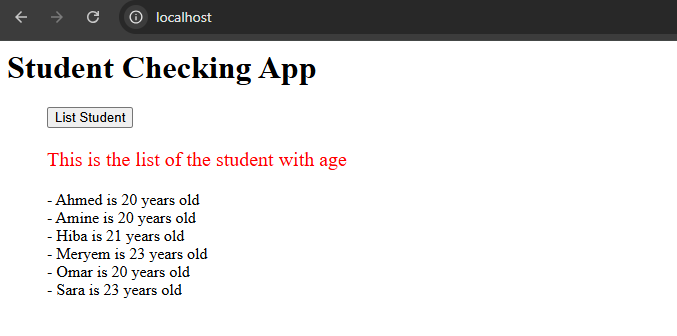 localhost
Student Checking App
List Student
This is the list of the student with age
- Ahmed is 20 years old
- Amine is 20 years old
- Hiba is 21 years old
- Meryem is 23 years old
- Omar is 20 years old
- Sara is 23 years old